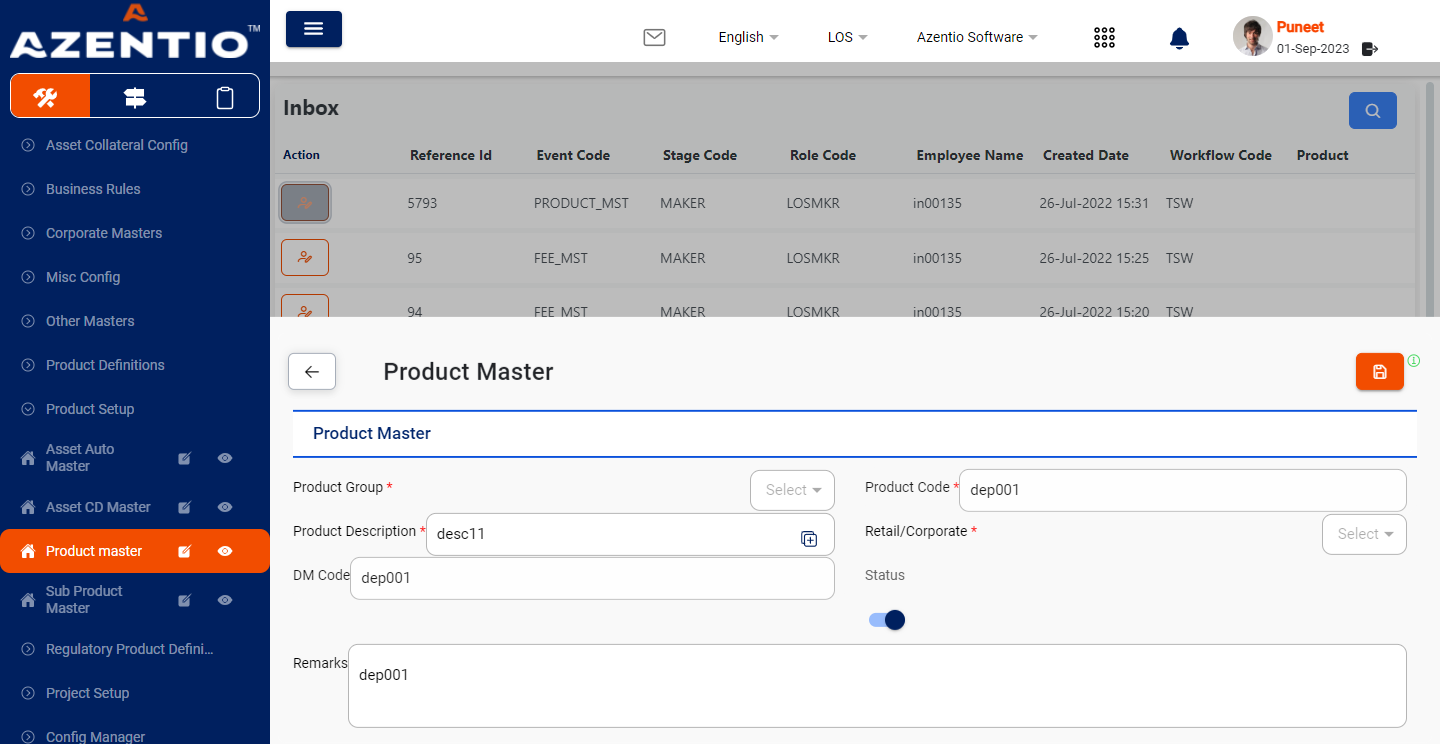 AZENTIO™
English
LOS
Azentio Software
Puneet
01-Sep-2023
Asset Collateral Config
Business Rules
Corporate Masters
Misc Config
Other Masters
Product Definitions
Product Setup
Asset Auto
Master
Asset CD Master
Product master
Sub Product
Master
Regulatory Product Defini...
Project Setup
Config Manager
Inbox
Action Reference Id Event Code Stage Code Role Code Employee Name Created Date Workflow Code Product
5793 PRODUCT_MST MAKER LOSMKR in00135 26-Jul-2022 15:31 TSW
95 FEE_MST MAKER LOSMKR in00135 26-Jul-2022 15:25 TSW
94 FEE_MST MAKER LOSMKR in00135 26-Jul-2022 15:20 TSW
Product Master
Product Master
Product Group * Select Product Code * dep001
Product Description * desc11 Retail/Corporate * Select
DM Code dep001 Status
Remarks dep001